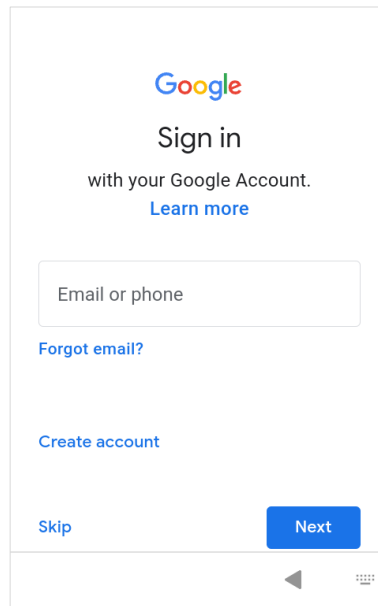 Google
Sign in
with your Google Account.
Learn more
Email or phone
Forgot email?
Create account
Skip
Next